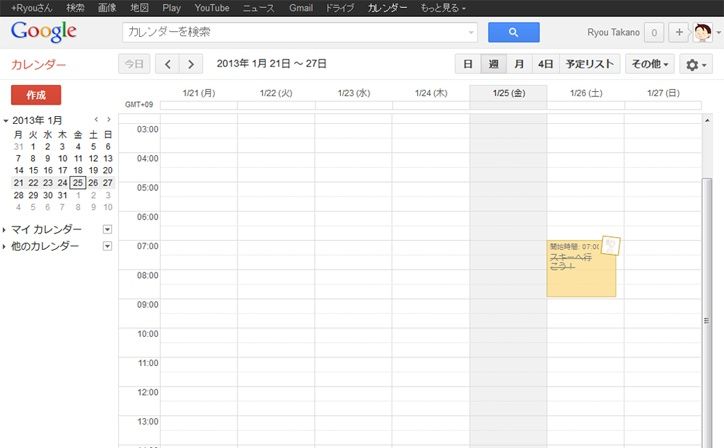 +Ryouさん 検索 画像 地図 Play YouTube ニュース Gmail ドライブ カレンダー もっと見る
Google カレンダーを検索 Ryou Takano 0 +
カレンダー 今日 2013年 1月 21日 ～ 27日 日 週 月 4日 予定リスト その他
作成
1/21 (月) 1/22 (火) 1/23 (水) 1/24 (木) 1/25 (金) 1/26 (土) 1/27 (日)
GMT+09
2013年 1月
月 火 水 木 金 土 日
31 1 2 3 4 5 6
7 8 9 10 11 12 13
14 15 16 17 18 19 20
21 22 23 24 25 26 27
28 29 30 31 1 2 3
4 5 6 7 8 9 10
マイ カレンダー
他のカレンダー
03:00
04:00
05:00
06:00
07:00
開始時間: 07:00
スキーへ行
こう！
08:00
09:00
10:00
11:00
12:00
13:00